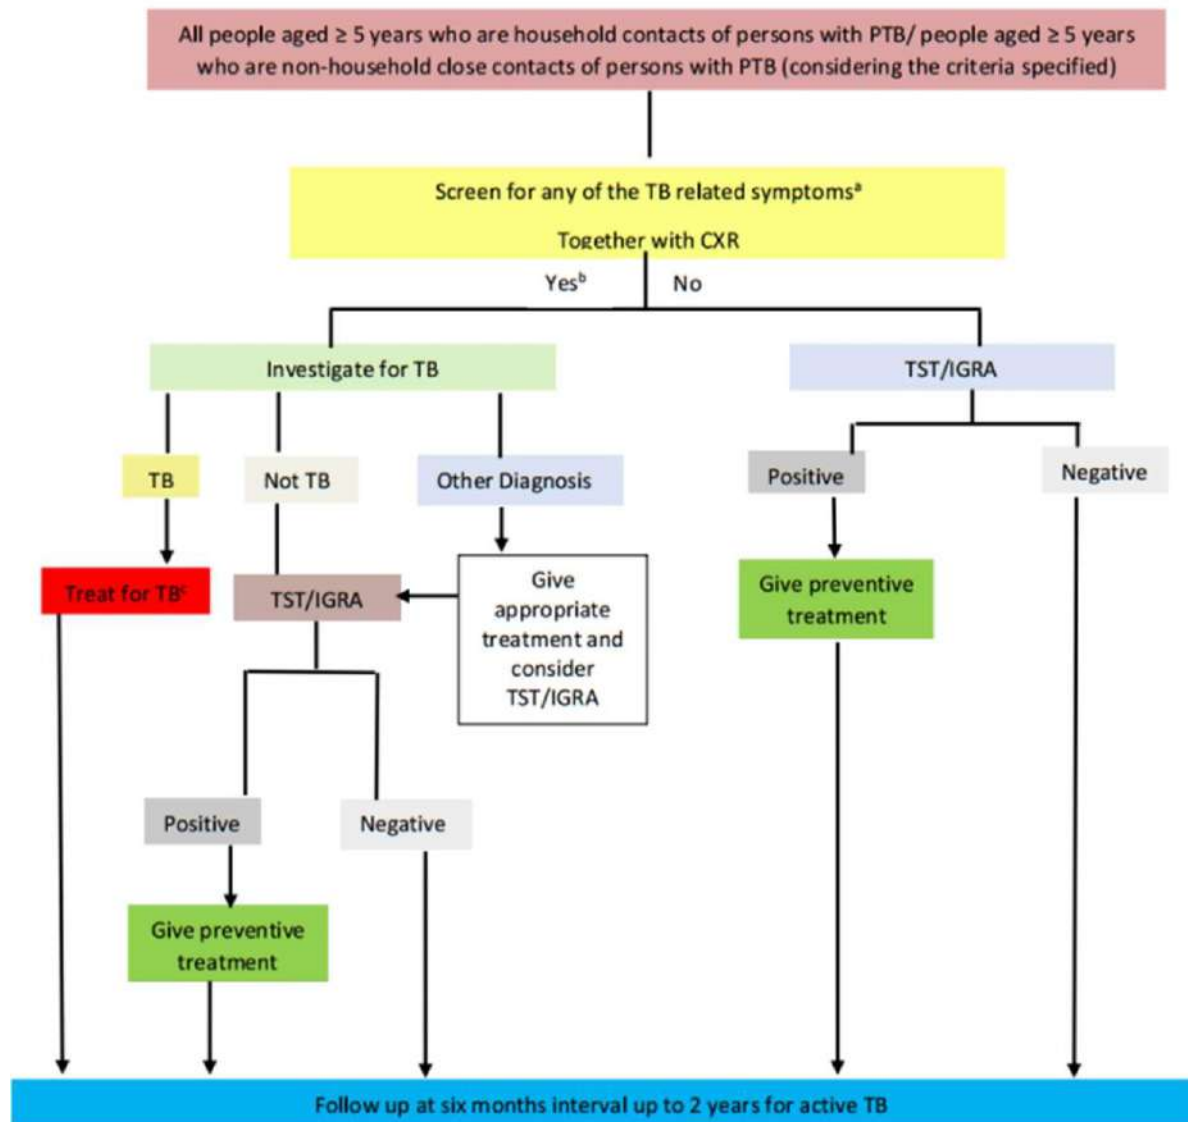 All people aged ≥ 5 years who are household contacts of persons with PTB/ people aged ≥ 5 years
who are non-household close contacts of persons with PTB (considering the criteria specified)
Screen for any of the TB related symptomsᵃ
Together with CXR
Yesᵇ
No
Investigate for TB
TST/IGRA
TB
Not TB
Other Diagnosis
Positive
Negative
Treat for TBᶜ
TST/IGRA
Give
appropriate
treatment and
consider
TST/IGRA
Give preventive
treatment
Positive
Negative
Give preventive
treatment
Follow up at six months interval up to 2 years for active TB